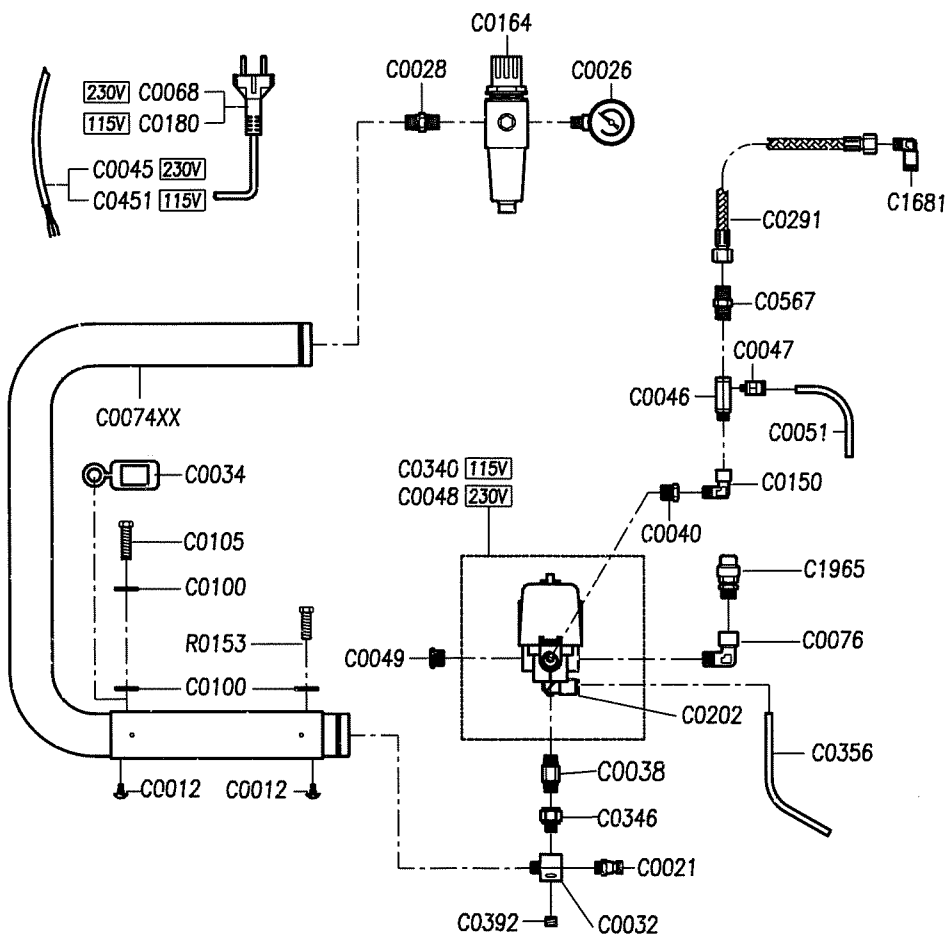 C0164
C0028
C0026
230V C0068
115V C0180
C0045 230V
C0451 115V
C1681
C0291
C0567
C0047
C0046
C0051
C0074XX
C0034
C0340 115V
C0048 230V
C0150
C0040
C0105
C0100
C1965
R0153
C0076
C0049
C0100
C0202
C0356
C0038
C0012
C0012
C0346
C0021
C0392
C0032